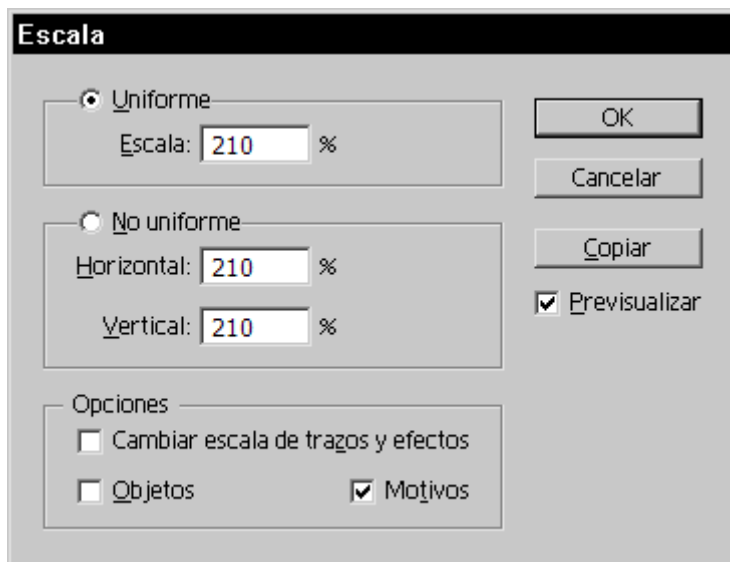 Escala
Uniforme
Escala: 210 %
No uniforme
Horizontal: 210 %
Vertical: 210 %
Opciones
Cambiar escala de trazos y efectos
Objetos Motivos
OK
Cancelar
Copiar
Previsualizar